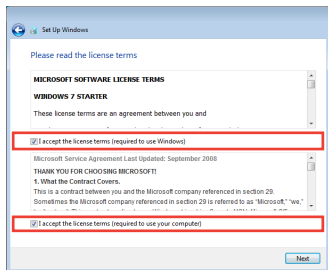 Set Up Windows
Please read the license terms
MICROSOFT SOFTWARE LICENSE TERMS
WINDOWS 7 STARTER
These license terms are an agreement between you and
I accept the license terms (required to use Windows)
Microsoft Service Agreement Last Updated: September 2008
THANK YOU FOR CHOOSING MICROSOFT!
1. What the Contract Covers.
This is a contract between you and the Microsoft company referenced in section 29.
Sometimes the Microsoft company referenced in section 29 is referred to as “Microsoft,” “we,”
I accept the license terms (required to use your computer)
Next